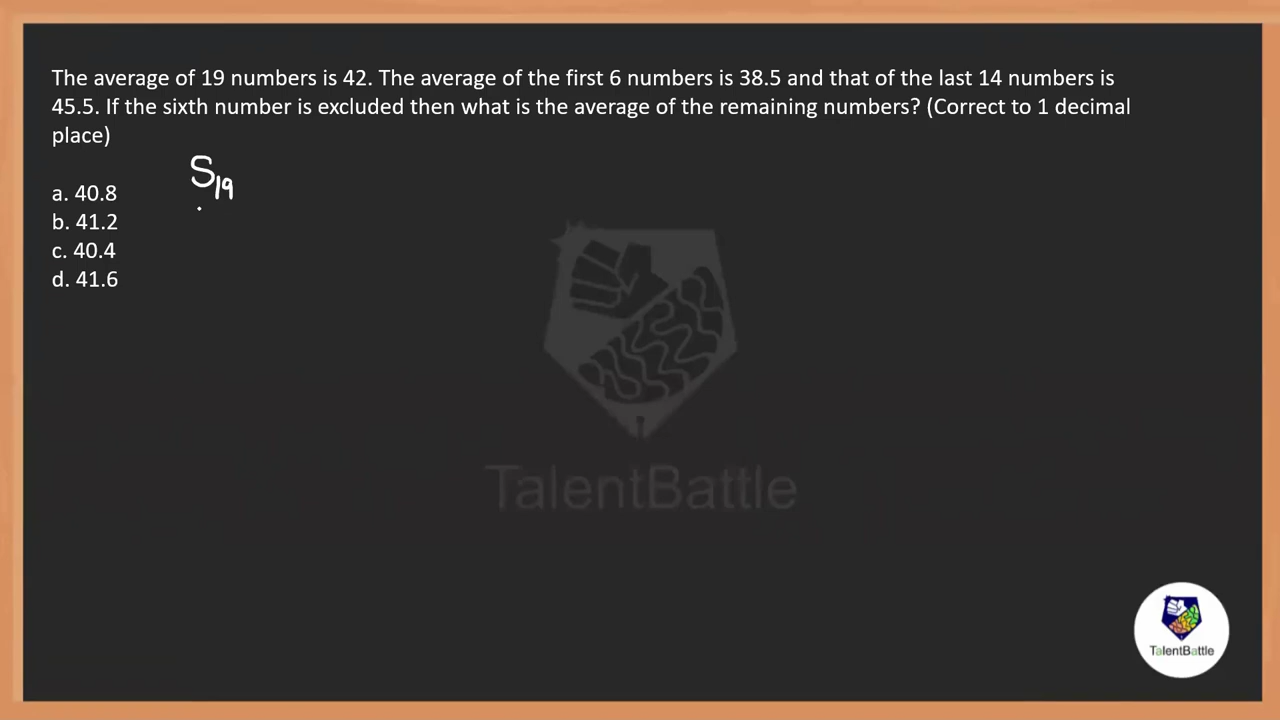 The average of 19 numbers is 42. The average of the first 6 numbers is 38.5 and that of the last 14 numbers is
45.5. If the sixth number is excluded then what is the average of the remaining numbers? (Correct to 1 decimal
place)
S19
a. 40.8
b. 41.2
c. 40.4
d. 41.6
TalentBattle
TalentBattle